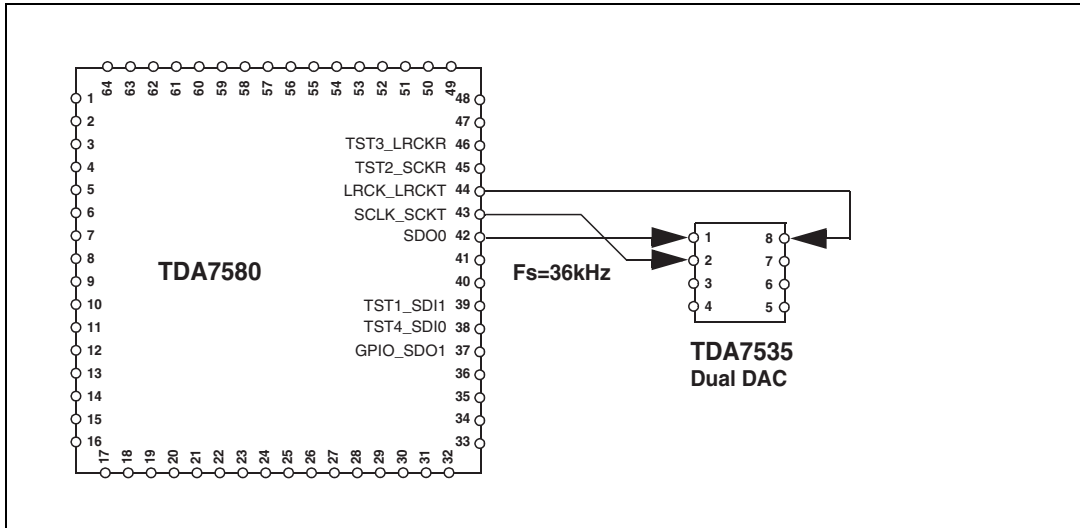 64 63 62 61 60 59 58 57 56 55 54 53 52 51 50 49
1 48
2 47
3 TST3_LRCKR 46
4 TST2_SCKR 45
5 LRCK_LRCKT 44
6 SCLK_SCKT 43
7 SDO0 42
8 41
9 40
10 TST1_SDI1 39
11 TST4_SDI0 38
12 GPIO_SDO1 37
13 36
14 35
15 34
16 33
17 18 19 20 21 22 23 24 25 26 27 28 29 30 31 32
TDA7580
Fs=36kHz
1 8
2 7
3 6
4 5
TDA7535
Dual DAC